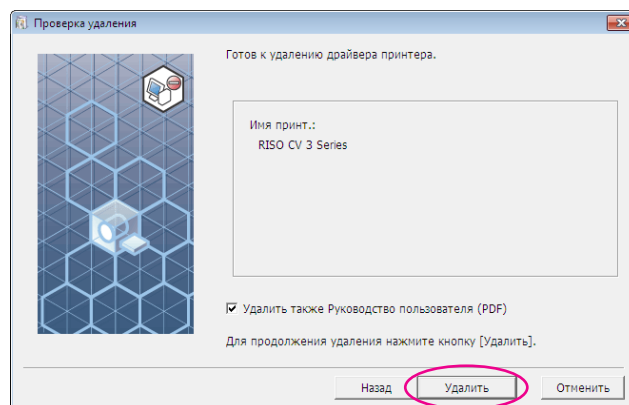 Проверка удаления
Готов к удалению драйвера принтера.
Имя принт.:
RISO CV 3 Series
Удалить также Руководство пользователя (PDF)
Для продолжения удаления нажмите кнопку [Удалить].
Назад
Удалить
Отменить